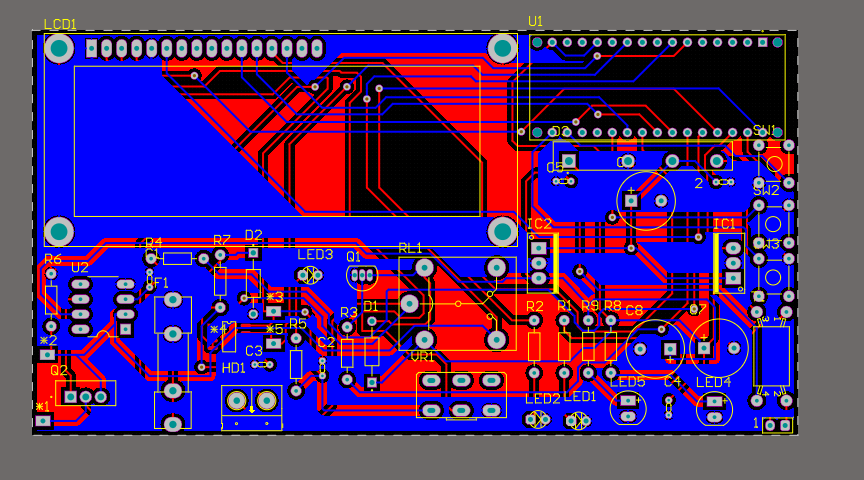 LCD1
U1
SW1
C5
2
SW2
IC2
IC1
R4
R7
D2
LED3
Q1
RL1
R6
U2
F1
*3
R3
D1
R2
R1
R9
R8
C8
*4
*5
R5
*2
C3
C2
VR1
HD1
Q2
LED5
C4
LED4
*1
LED2
LED1
1